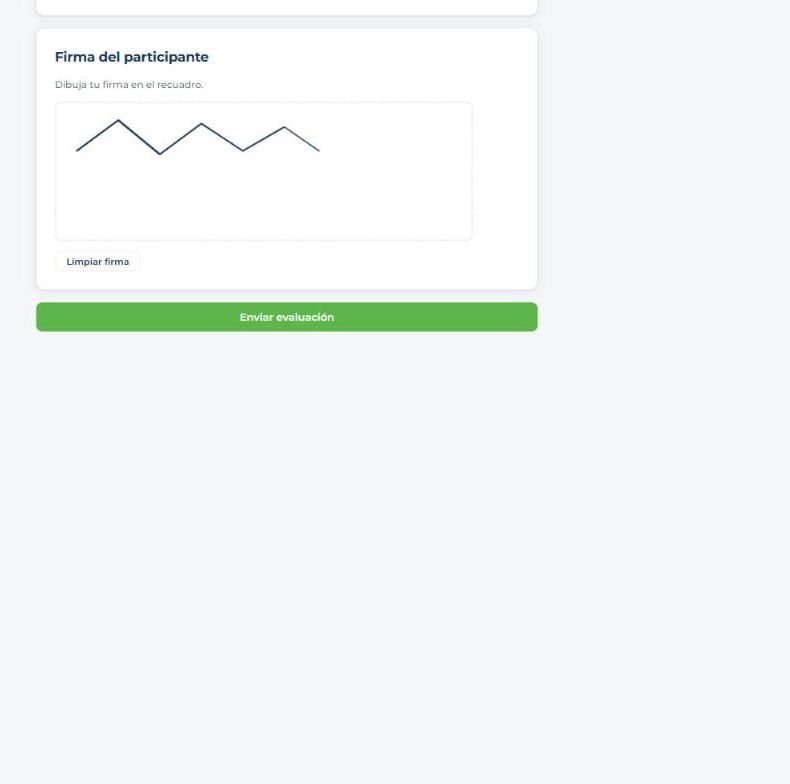 Firma del participante
Dibuja tu firma en el recuadro.
Limpiar firma
Enviar evaluación